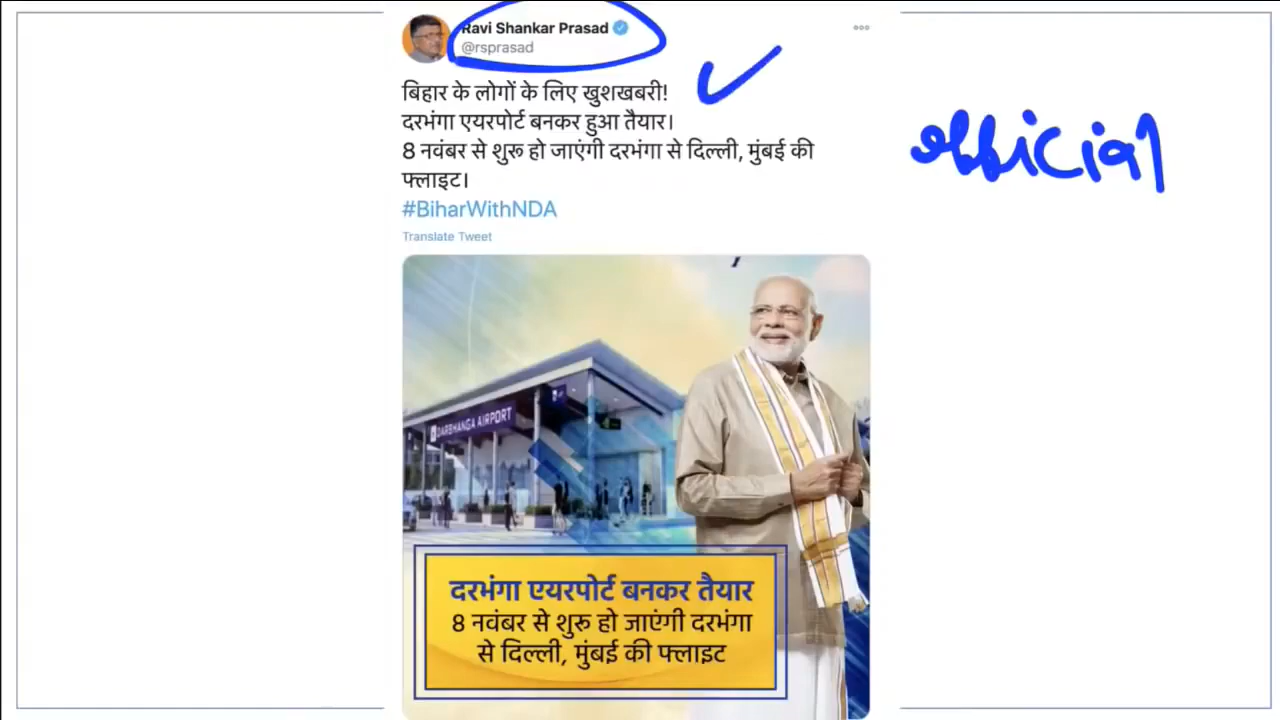 Ravi Shankar Prasad
@rsprasad
बिहार के लोगों के लिए खुशखबरी!
दरभंगा एयरपोर्ट बनकर हुआ तैयार।
8 नवंबर से शुरू हो जाएंगी दरभंगा से दिल्ली, मुंबई की
फ्लाइट।
#BiharWithNDA
Translate Tweet
official
DARBHANGA AIRPORT
दरभंगा एयरपोर्ट बनकर तैयार
8 नवंबर से शुरू हो जाएंगी दरभंगा
से दिल्ली, मुंबई की फ्लाइट